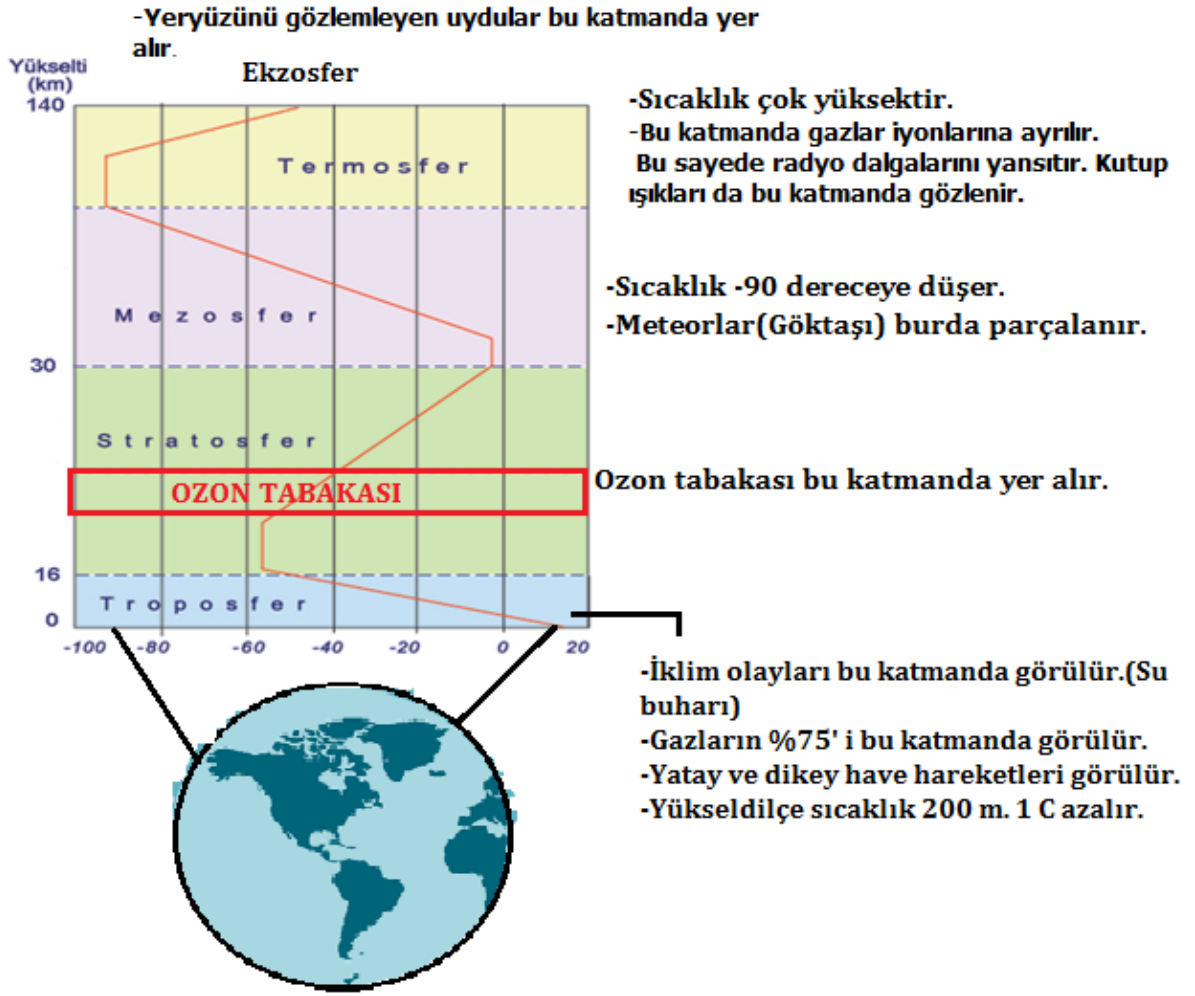 -Yeryüzünü gözlemleyen uydular bu katmanda yer
alır.
Yükselti
(km)
Ekzosfer
140
-Sıcaklık çok yüksektir.
-Bu katmanda gazlar iyonlarına ayrılır.
Bu sayede radyo dalgalarını yansıtır. Kutup
ışıkları da bu katmanda gözlenir.
Termosfer
-Sıcaklık -90 dereceye düşer.
-Meteorlar(Göktaşı) burda parçalanır.
Mezosfer
30
Stratosfer
OZON TABAKASI
Ozon tabakası bu katmanda yer alır.
16
Troposfer
0
-100 -80 -60 -40 -20 0 20
-İklim olayları bu katmanda görülür.(Su
buharı)
-Gazların %75' i bu katmanda görülür.
-Yatay ve dikey have hareketleri görülür.
-Yükseldilçe sıcaklık 200 m. 1 C azalır.